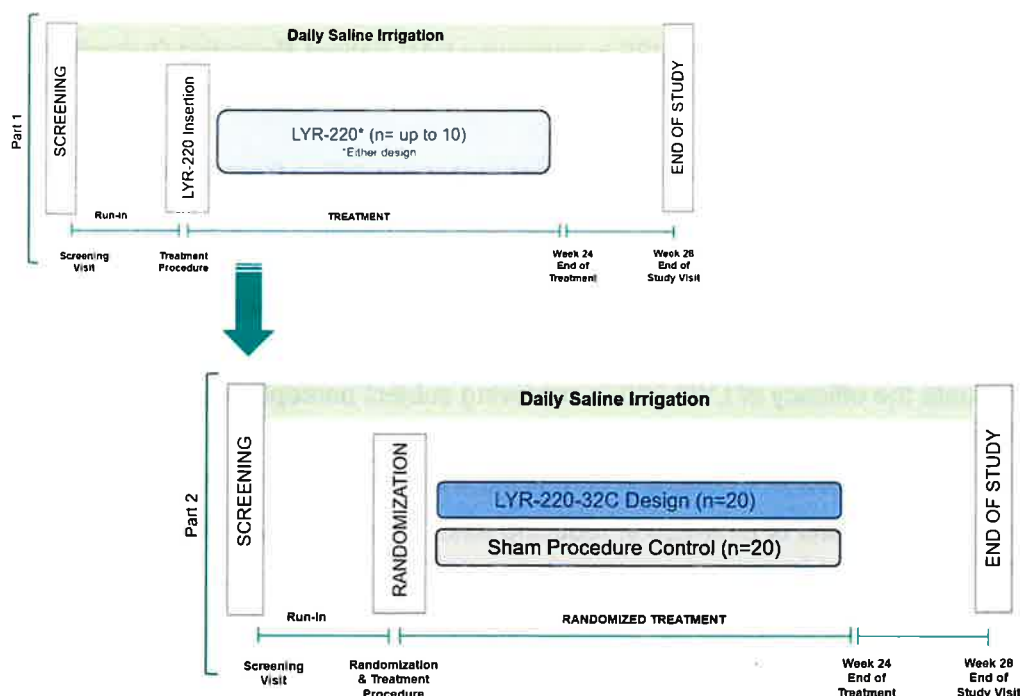 Daily Saline Irrigation
Part 1
SCREENING
LYR-220 Insertion
LYR-220* (n= up to 10)
*Either design
END OF STUDY
Run-in
TREATMENT
Screening
Visit
Treatment
Procedure
Week 24
End of
Treatment
Week 28
End of
Study Visit
Part 2
SCREENING
Daily Saline Irrigation
RANDOMIZATION
LYR-220-32C Design (n=20)
Sham Procedure Control (n=20)
END OF STUDY
Run-in
RANDOMIZED TREATMENT
Screening
Visit
Randomization
& Treatment
Procedure
Week 24
End of
Treatment
Week 28
End of
Study Visit